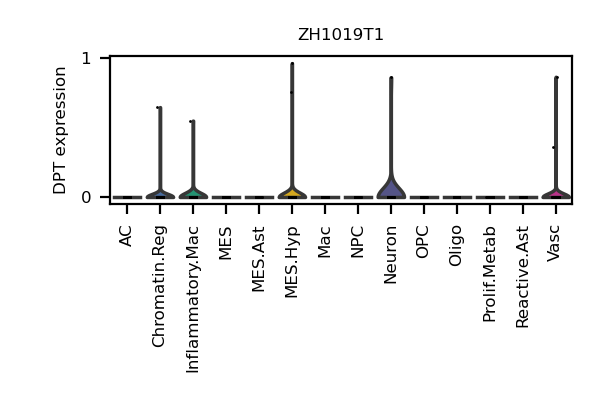 ZH1019T1
DPT expression
1
0
AC
Chromatin.Reg
Inflammatory.Mac
MES
MES.Ast
MES.Hyp
Mac
NPC
Neuron
OPC
Oligo
Prolif.Metab
Reactive.Ast
Vasc